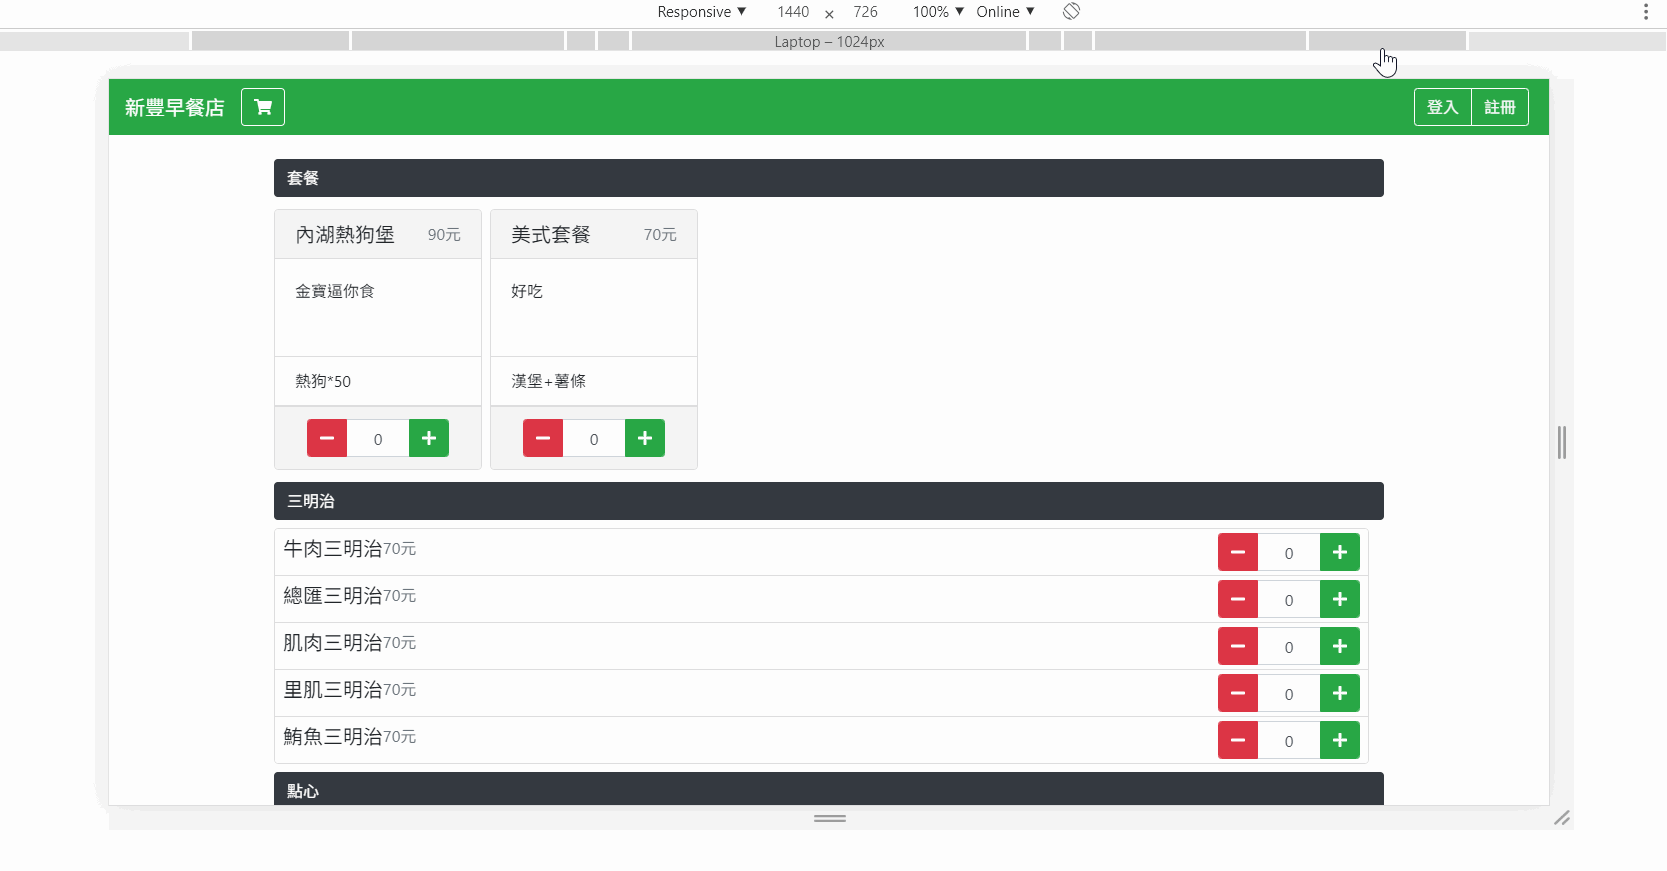 Responsive ▼ 1440 × 726 100% ▼ Online ▼
Laptop – 1024px
新豐早餐店 登入 註冊
套餐
內湖熱狗堡 90元 美式套餐 70元
金寶逼你食 好吃
熱狗*50 漢堡+薯條
0 0
三明治
牛肉三明治70元 0
總匯三明治70元 0
肌肉三明治70元 0
里肌三明治70元 0
鮪魚三明治70元 0
點心